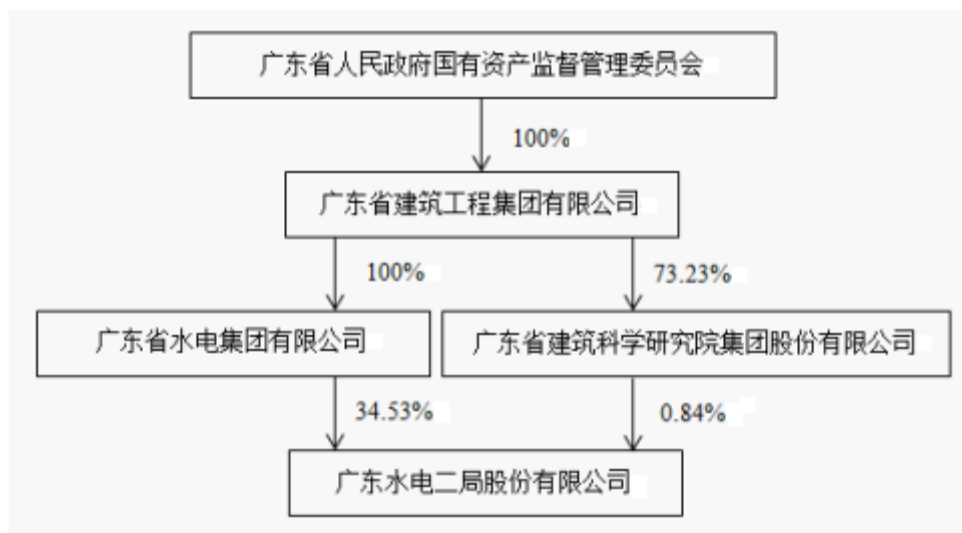 广东省人民政府国有资产监督管理委员会
100%
广东省建筑工程集团有限公司
100%
73.23%
广东省水电集团有限公司
广东省建筑科学研究院集团股份有限公司
34.53%
0.84%
广东水电二局股份有限公司